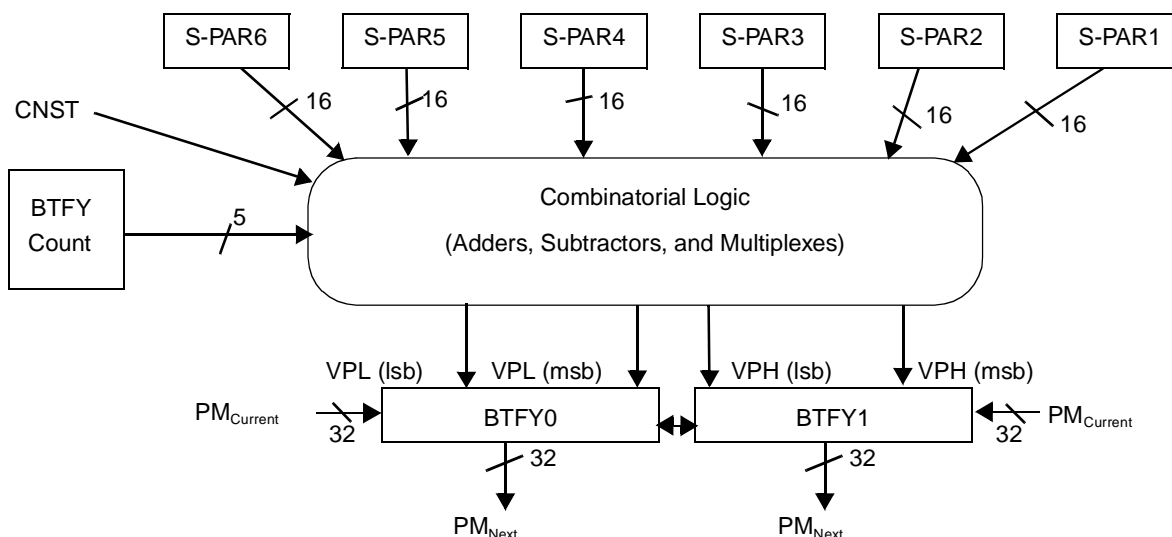 S-PAR6 S-PAR5 S-PAR4 S-PAR3 S-PAR2 S-PAR1
16 16 16 16 16 16
CNST
BTFY
Count
5
Combinatorial Logic
(Adders, Subtractors, and Multiplexes)
VPL (lsb) VPL (msb) VPH (lsb) VPH (msb)
PMCurrent 32 BTFY0 BTFY1 32 PMCurrent
32 32
PMNext PMNext